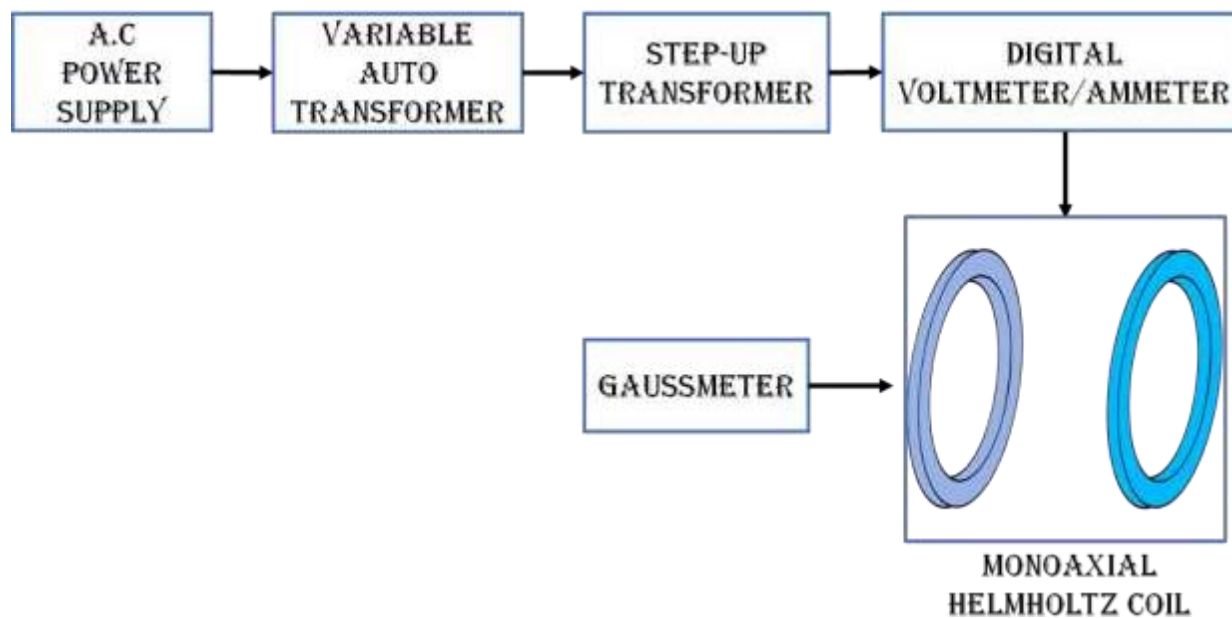 A.C
POWER
SUPPLY
VARIABLE
AUTO
TRANSFORMER
STEP-UP
TRANSFORMER
DIGITAL
VOLTMETER/AMMETER
GAUSSMETER
MONOAXIAL
HELMHOLTZ COIL